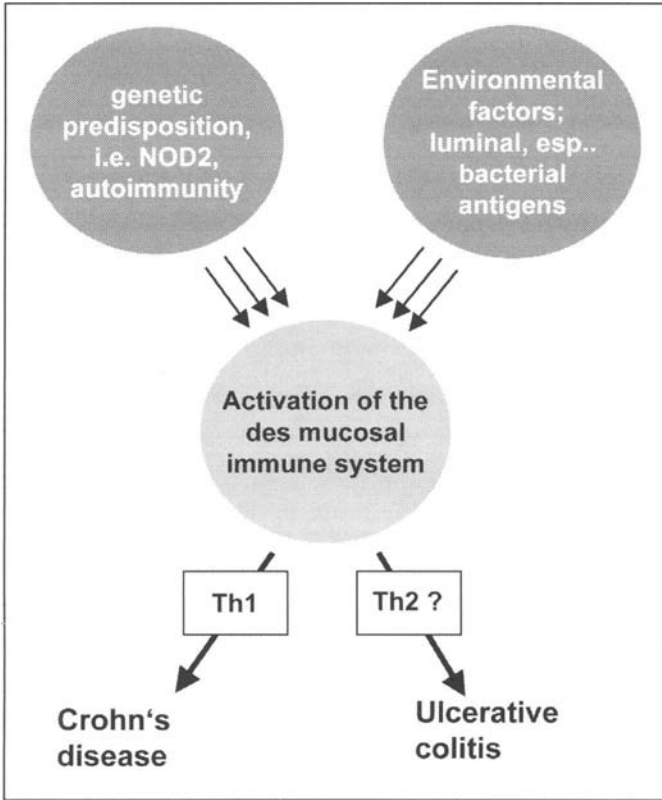 genetic
predisposition,
i.e. NOD2,
autoimmunity
Environmental
factors;
luminal, esp..
bacterial
antigens
Activation of the
des mucosal
immune system
Th1
Th2 ?
Crohn‘s
disease
Ulcerative
colitis